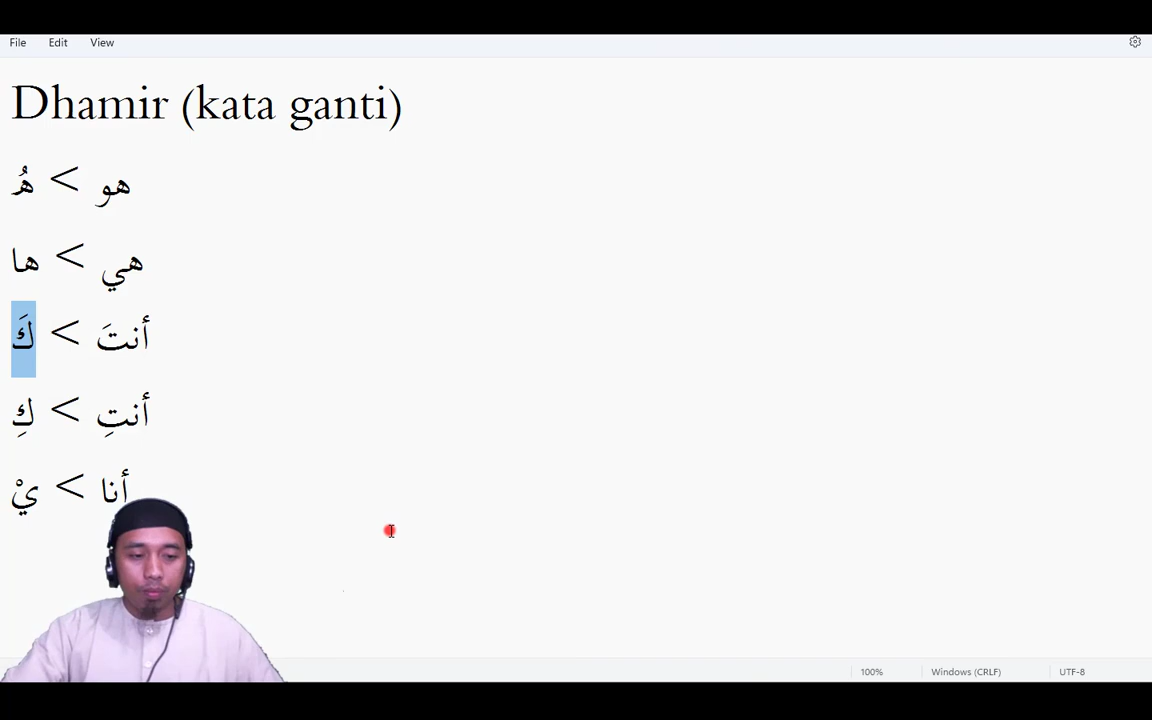 File Edit View
Dhamir (kata ganti)
هو > هُ
هي > ها
أنتَ > كَ
أنتِ > كِ
أنا > يْ
100% Windows (CRLF) UTF-8